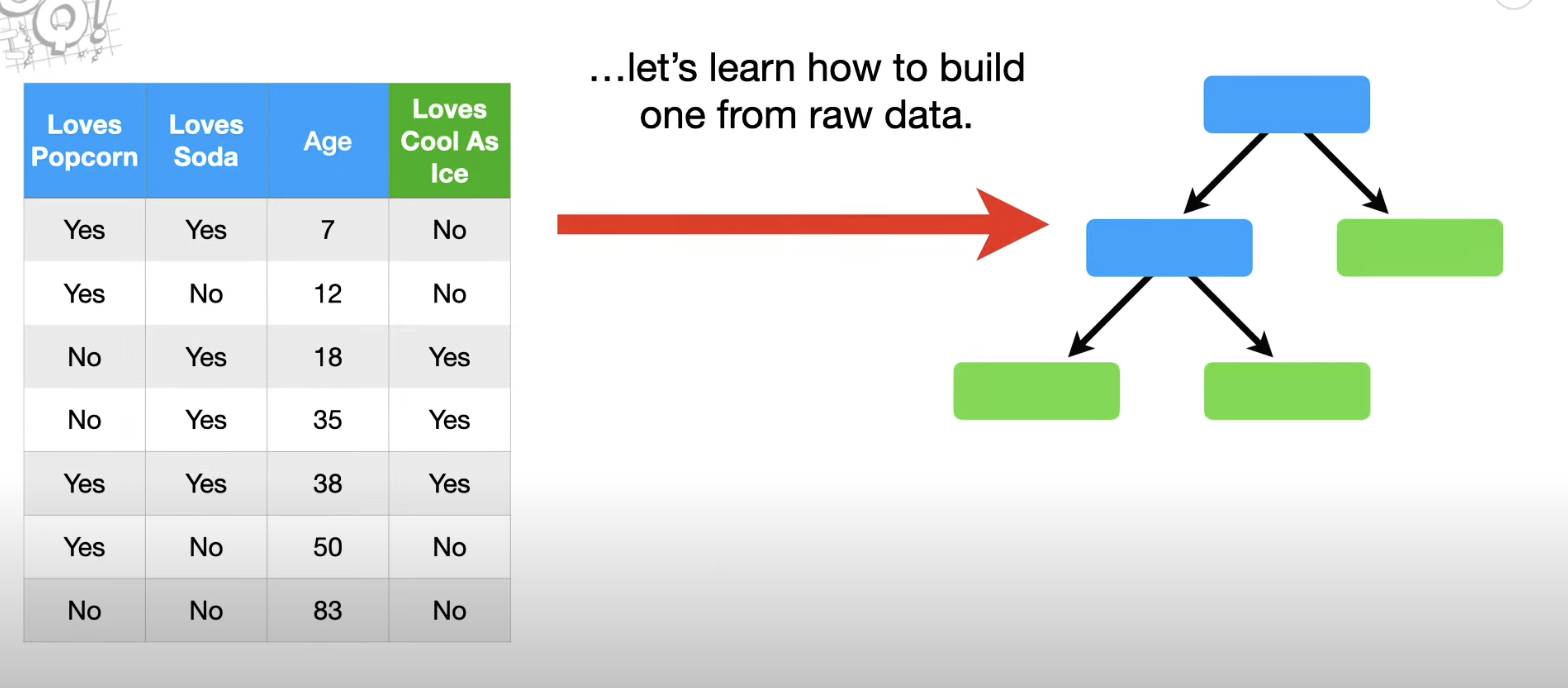 Q!
…let’s learn how to build
one from raw data.
Loves Popcorn Loves Soda Age Loves Cool As Ice
Yes Yes 7 No
Yes No 12 No
No Yes 18 Yes
No Yes 35 Yes
Yes Yes 38 Yes
Yes No 50 No
No No 83 No